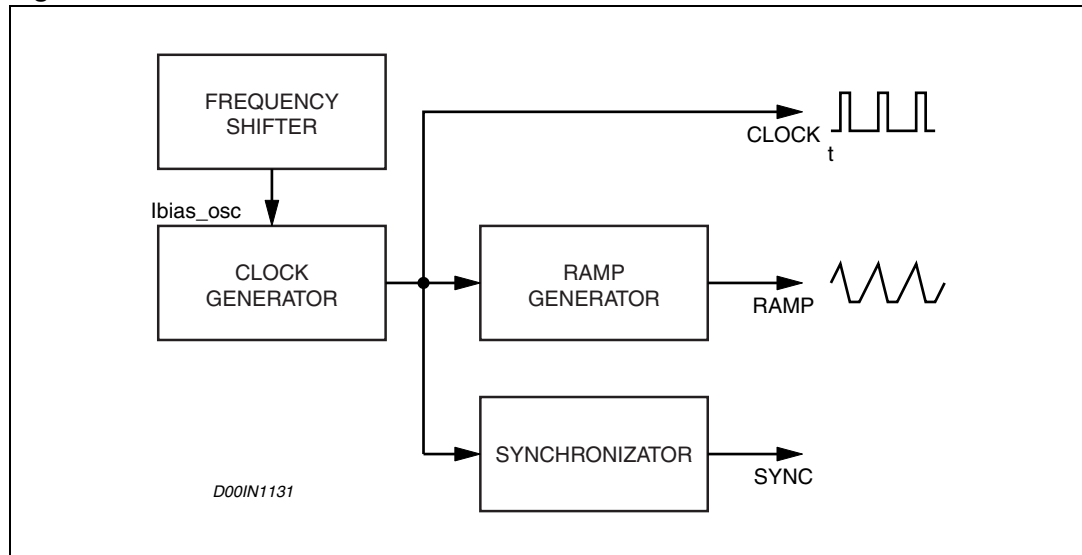 FREQUENCY
SHIFTER
CLOCK
t
Ibias_osc
CLOCK
GENERATOR
RAMP
GENERATOR
RAMP
SYNCHRONIZATOR
SYNC
D00IN1131